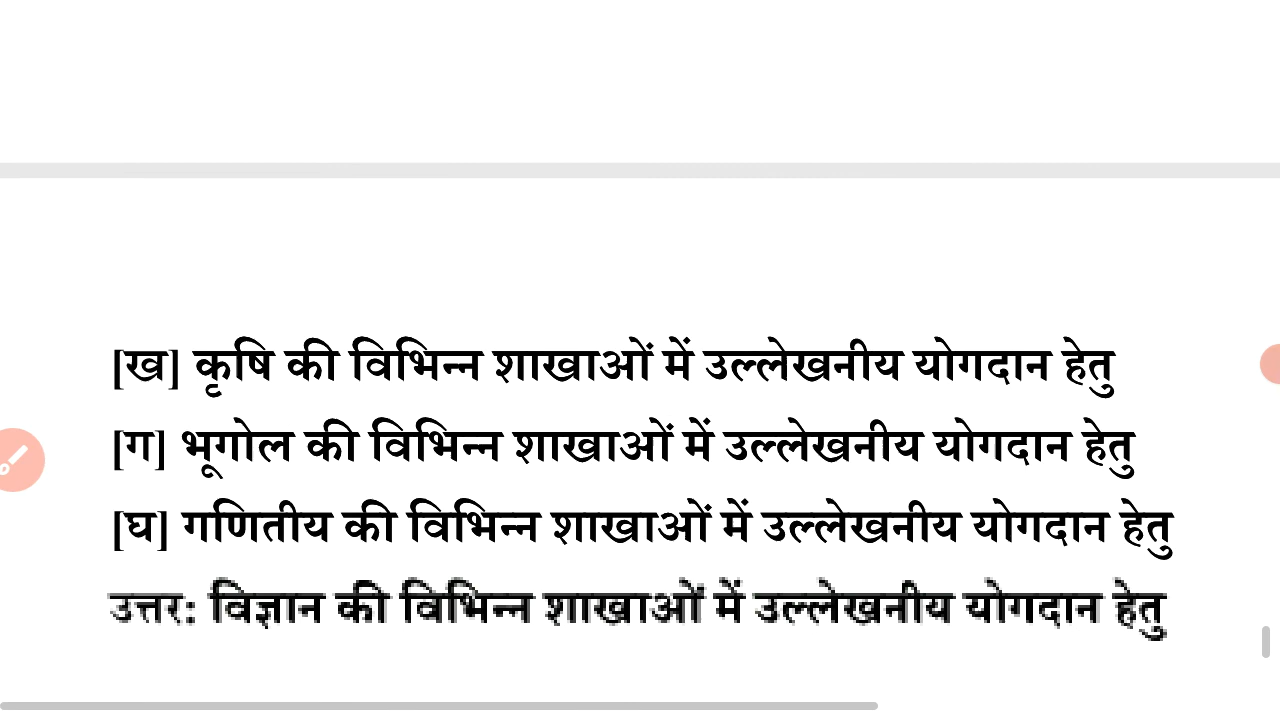 [ख] कृषि की विभिन्न शाखाओं में उल्लेखनीय योगदान हेतु
[ग] भूगोल की विभिन्न शाखाओं में उल्लेखनीय योगदान हेतु
[घ] गणितीय की विभिन्न शाखाओं में उल्लेखनीय योगदान हेतु
उत्तर: विज्ञान की विभिन्न शाखाओं में उल्लेखनीय योगदान हेतु